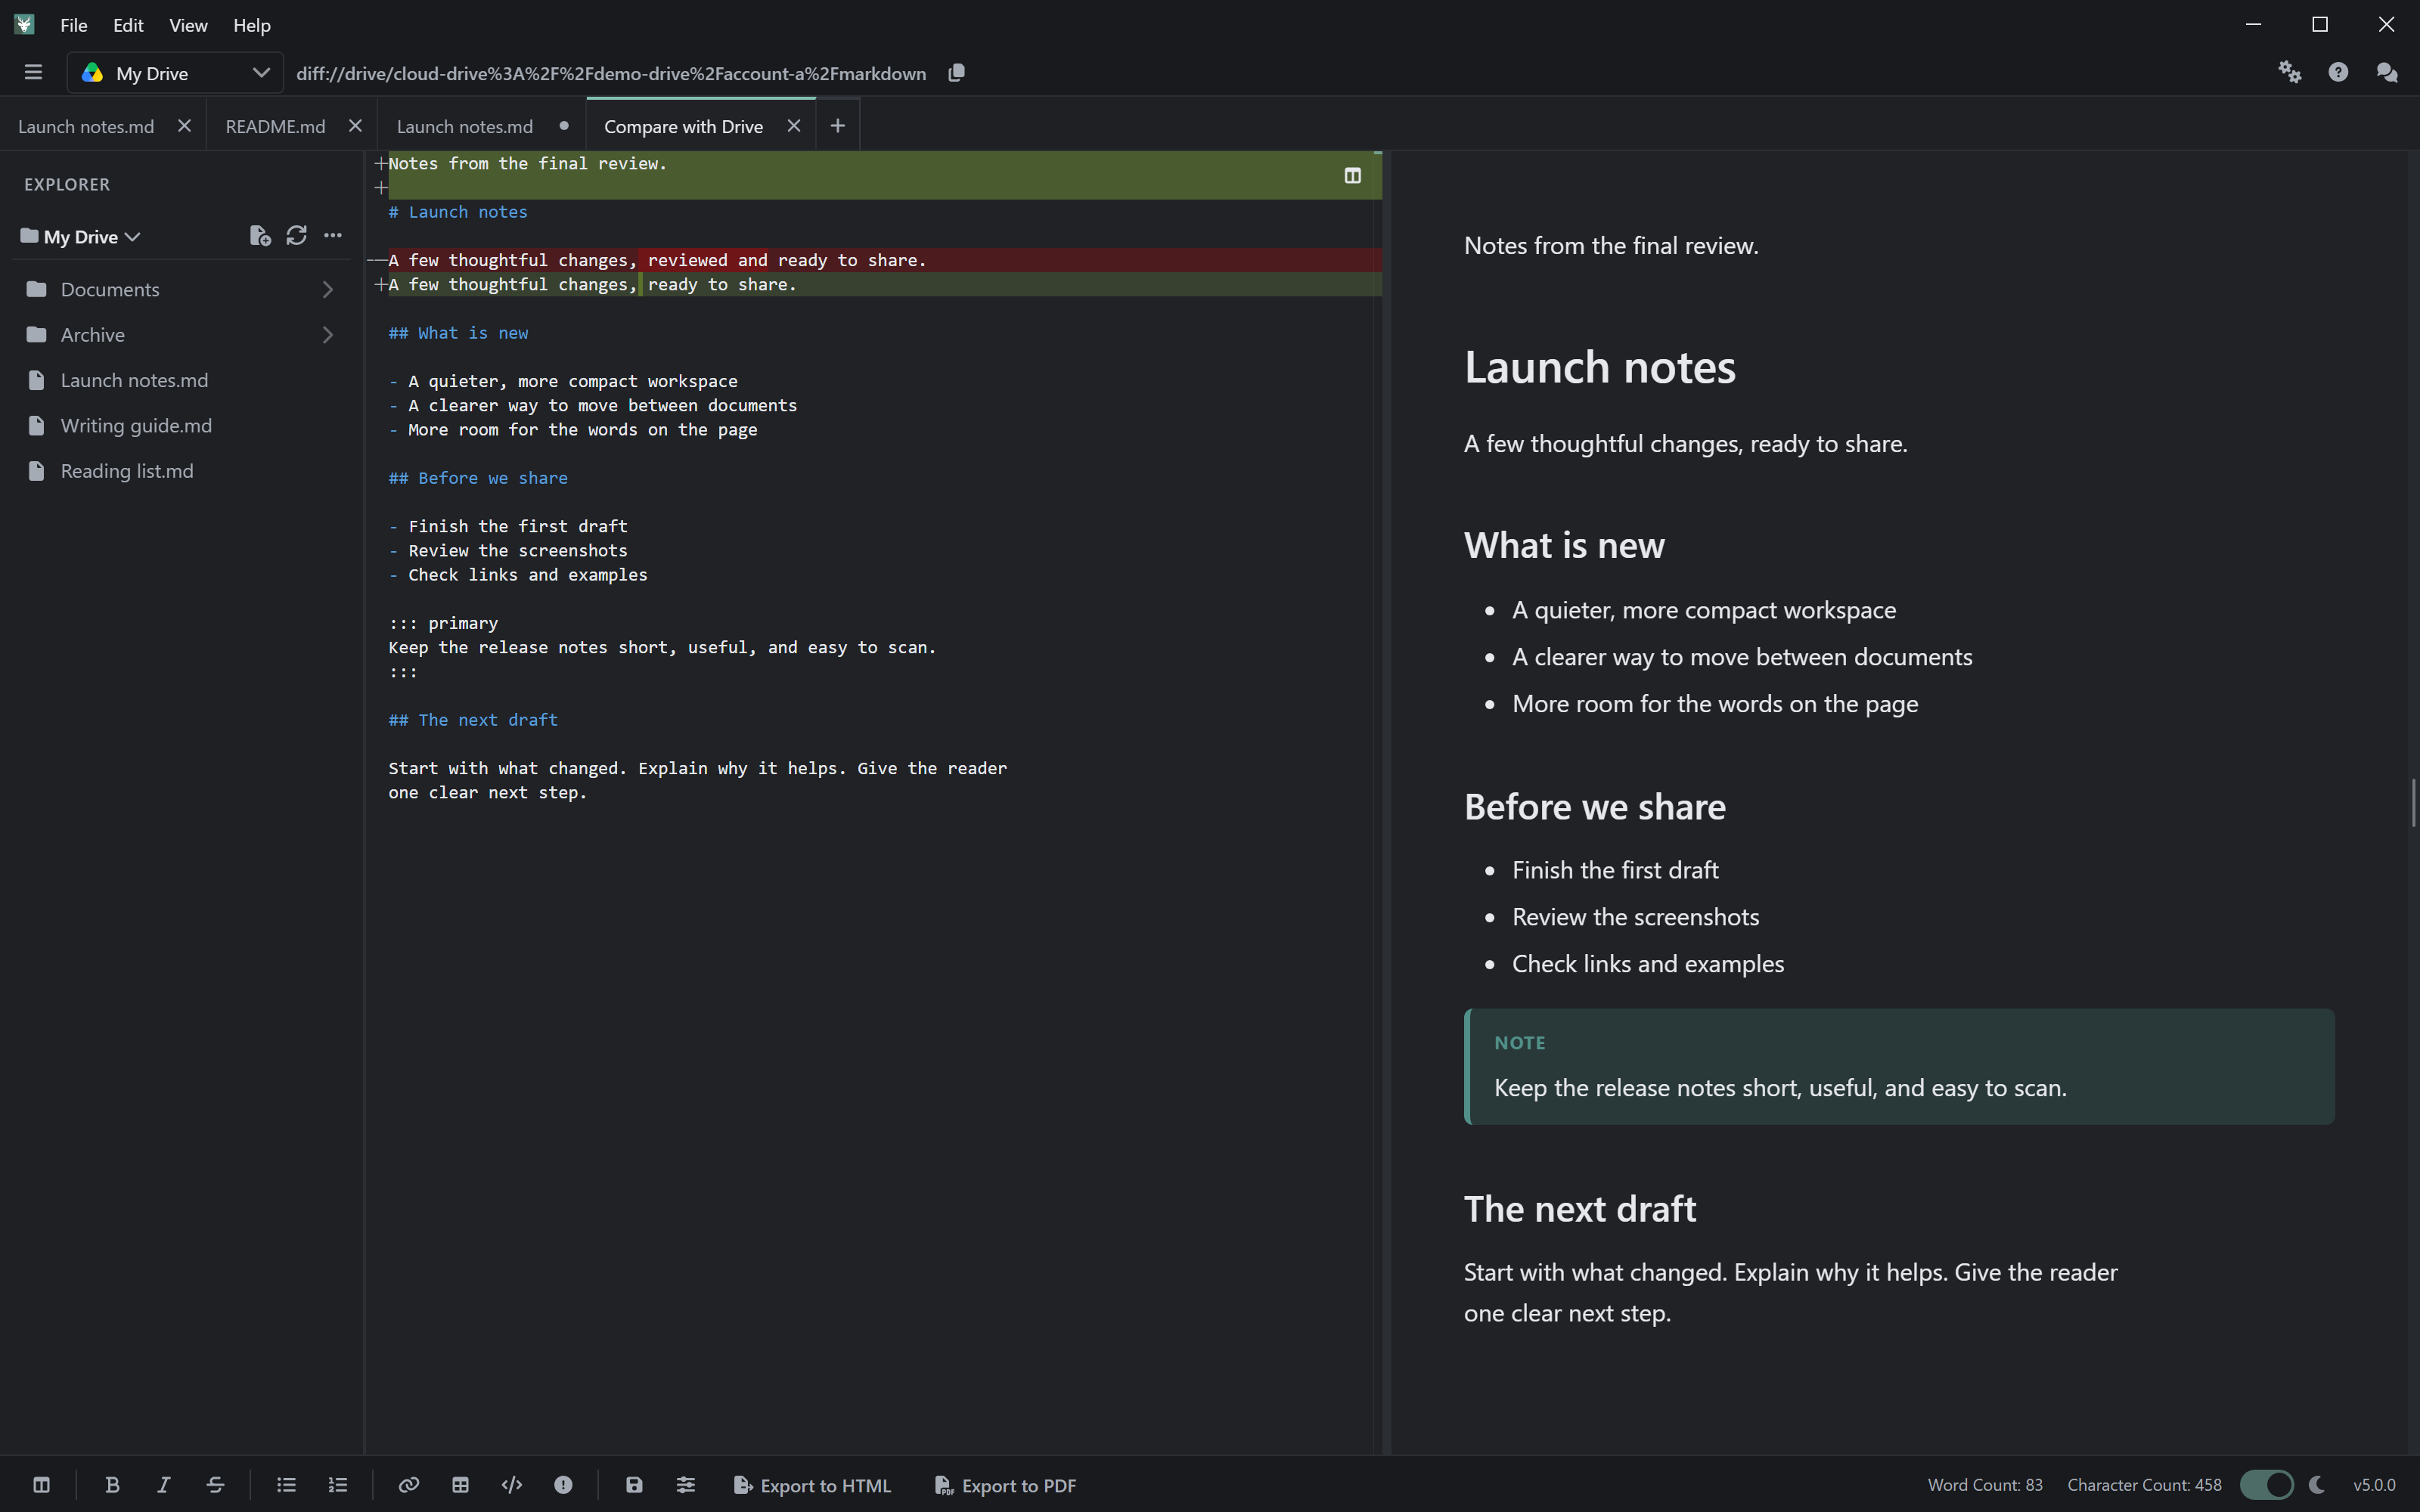 File Edit View Help
My Drive diff://drive/cloud-drive%3A%2F%2Fdemo-drive%2Faccount-a%2Fmarkdown
Launch notes.md README.md Launch notes.md Compare with Drive
EXPLORER
My Drive
Documents
Archive
Launch notes.md
Writing guide.md
Reading list.md
+Notes from the final review.
+
# Launch notes
—A few thoughtful changes, reviewed and ready to share.
+A few thoughtful changes, ready to share.
## What is new
- A quieter, more compact workspace
- A clearer way to move between documents
- More room for the words on the page
## Before we share
- Finish the first draft
- Review the screenshots
- Check links and examples
::: primary
Keep the release notes short, useful, and easy to scan.
:::
## The next draft
Start with what changed. Explain why it helps. Give the reader
one clear next step.
Notes from the final review.
Launch notes
A few thoughtful changes, ready to share.
What is new
• A quieter, more compact workspace
• A clearer way to move between documents
• More room for the words on the page
Before we share
• Finish the first draft
• Review the screenshots
• Check links and examples
NOTE
Keep the release notes short, useful, and easy to scan.
The next draft
Start with what changed. Explain why it helps. Give the reader
one clear next step.
Export to HTML Export to PDF Word Count: 83 Character Count: 458 v5.0.0